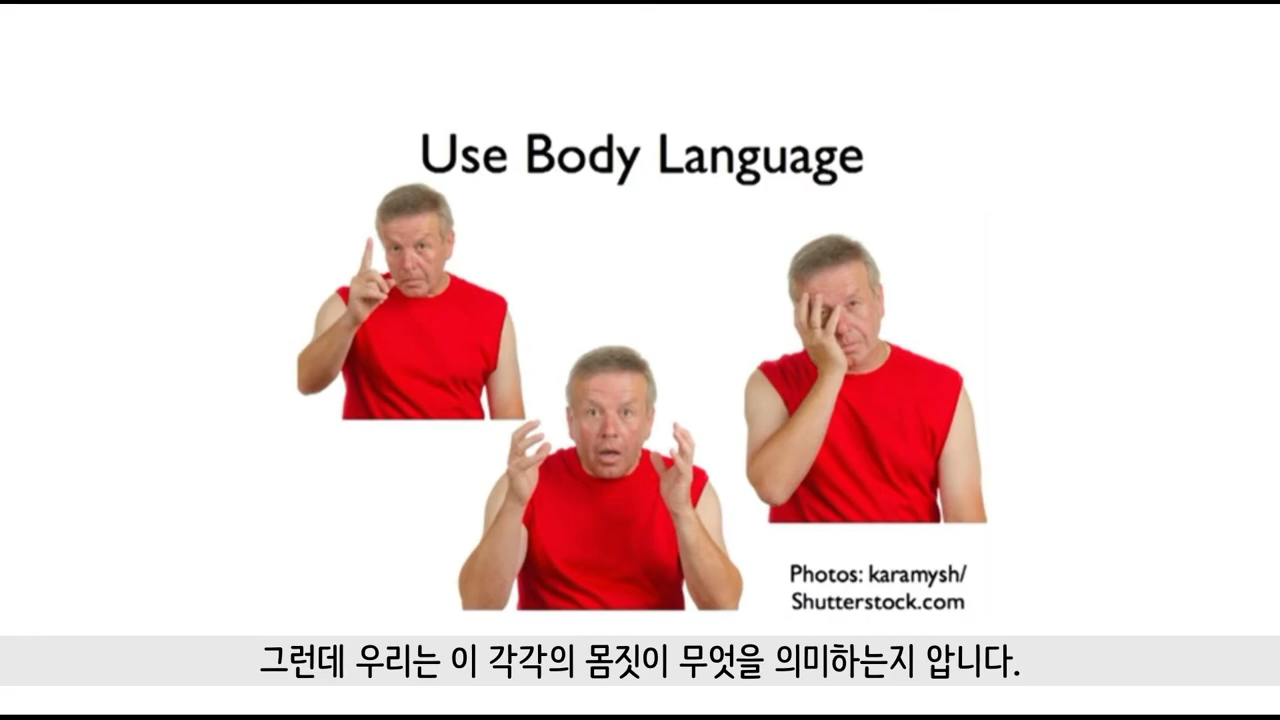 Use Body Language
Photos: karamysh/
Shutterstock.com
그런데 우리는 이 각각의 몸짓이 무엇을 의미하는지 압니다.